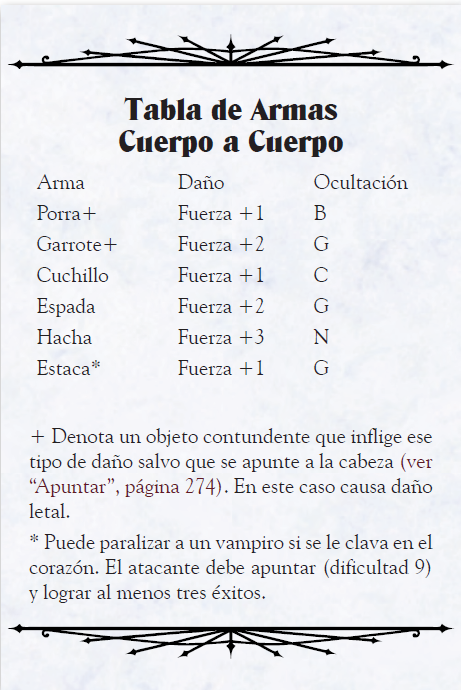 Tabla de Armas
Cuerpo a Cuerpo
Arma Daño Ocultación
Porra+ Fuerza +1 B
Garrote+ Fuerza +2 G
Cuchillo Fuerza +1 C
Espada Fuerza +2 G
Hacha Fuerza +3 N
Estaca* Fuerza +1 G
+ Denota un objeto contundente que inflige ese
tipo de daño salvo que se apunte a la cabeza (ver
“Apuntar”, página 274). En este caso causa daño
letal.
* Puede paralizar a un vampiro si se le clava en el
corazón. El atacante debe apuntar (dificultad 9)
y lograr al menos tres éxitos.